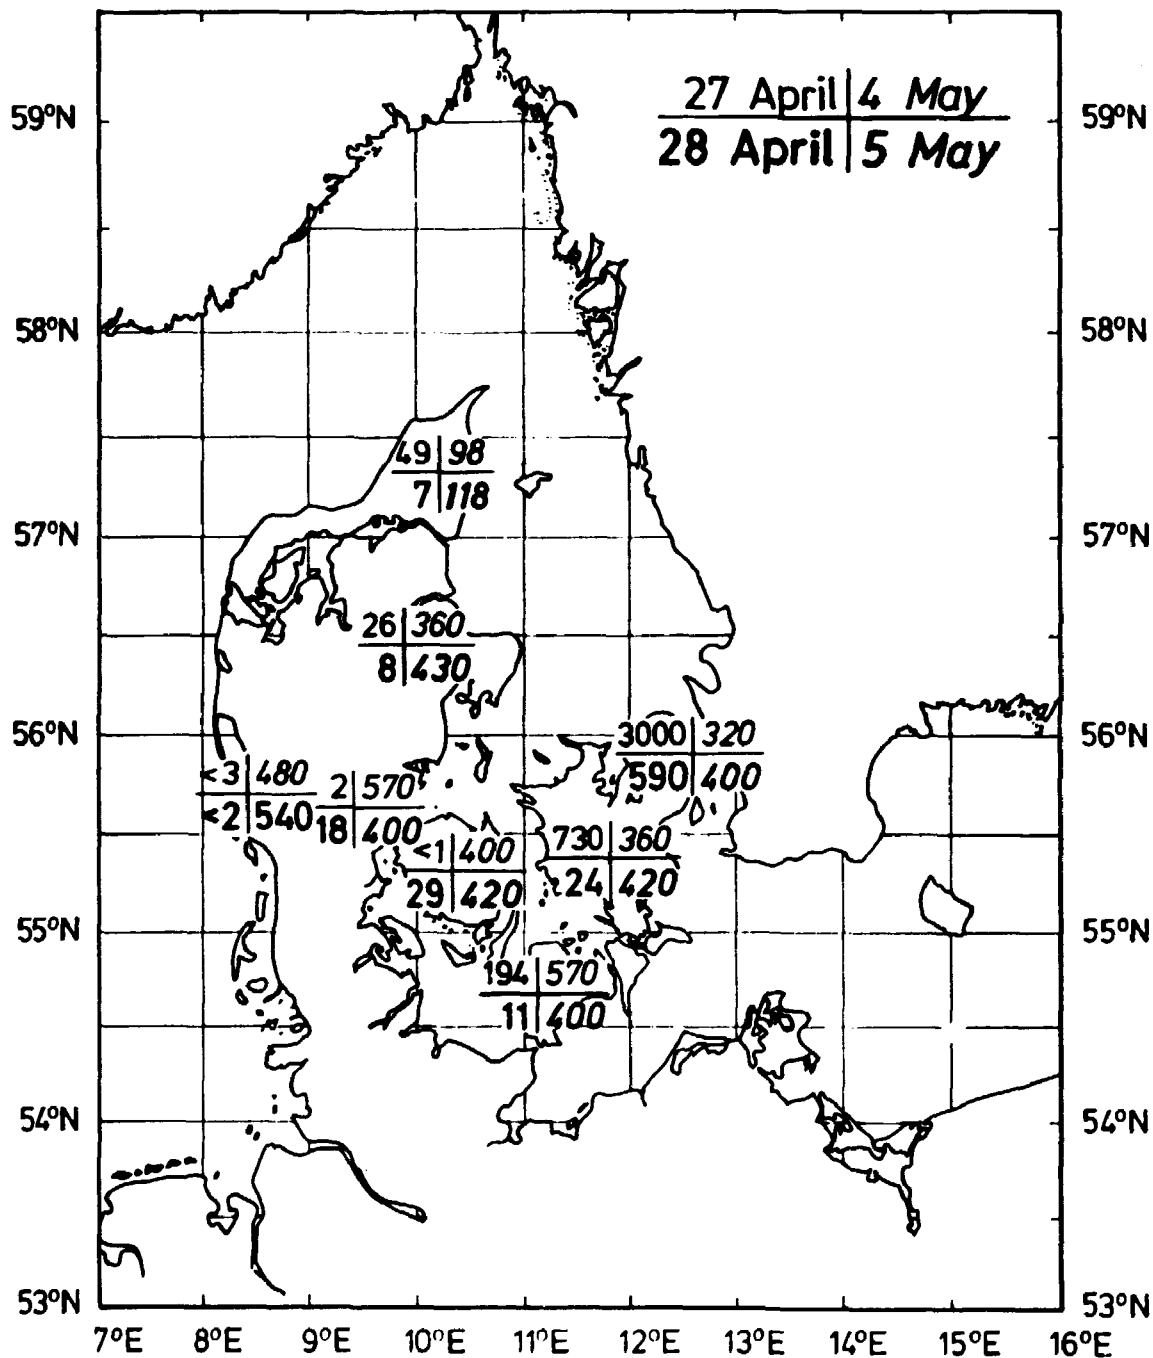 27 April 4 May
59°N 59°N
28 April 5 May
58°N 58°N
49 98
7 118
57°N 57°N
26 360
8 430
56°N 3000 320 56°N
590 400
<3 480 2 570
<2 540 18 400
<1 400 730 360
29 420 24 420
55°N 55°N
194 570
11 400
54°N 54°N
53°N 53°N
7°E 8°E 9°E 10°E 11°E 12°E 13°E 14°E 15°E 16°E